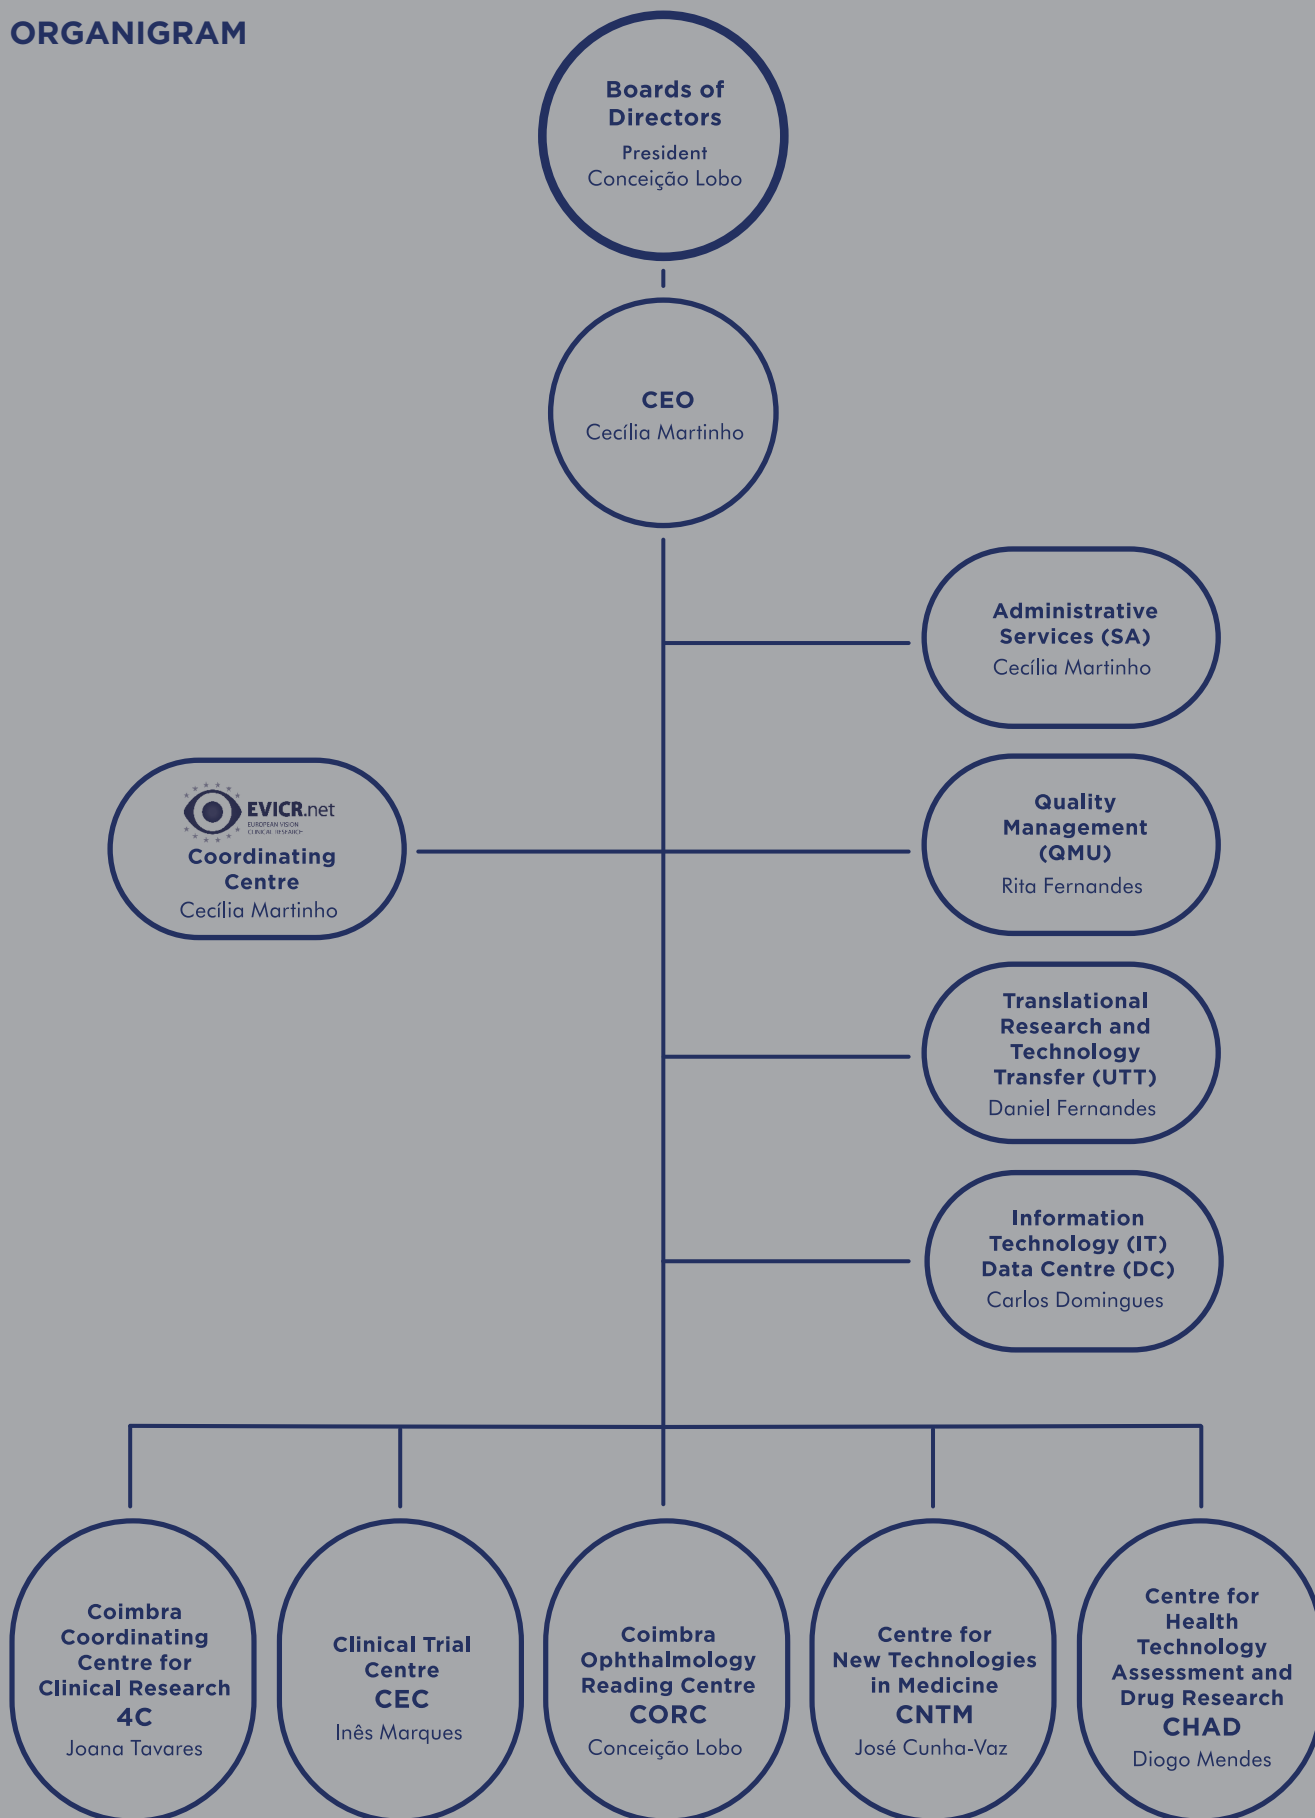 ORGANIGRAM
Boards of
Directors
President
Conceição Lobo
CEO
Cecília Martinho
Administrative
Services (SA)
Cecília Martinho
EVICR.net
EUROPEAN VISION
CLINICAL RESEARCH
Coordinating
Centre
Cecília Martinho
Quality
Management
(QMU)
Rita Fernandes
Translational
Research and
Technology
Transfer (UTT)
Daniel Fernandes
Information
Technology (IT)
Data Centre (DC)
Carlos Domingues
Coimbra
Coordinating
Centre for
Clinical Research
4C
Joana Tavares
Clinical Trial
Centre
CEC
Inês Marques
Coimbra
Ophthalmology
Reading Centre
CORC
Conceição Lobo
Centre for
New Technologies
in Medicine
CNTM
José Cunha-Vaz
Centre for
Health
Technology
Assessment and
Drug Research
CHAD
Diogo Mendes